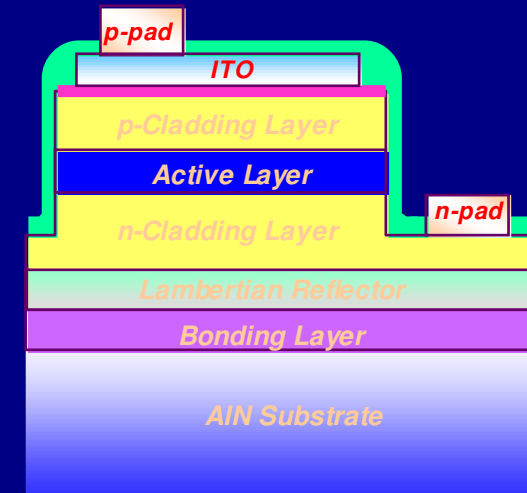 p-pad
ITO
p-Cladding Layer
Active Layer
n-pad
n-Cladding Layer
Lambertian Reflector
Bonding Layer
AlN Substrate